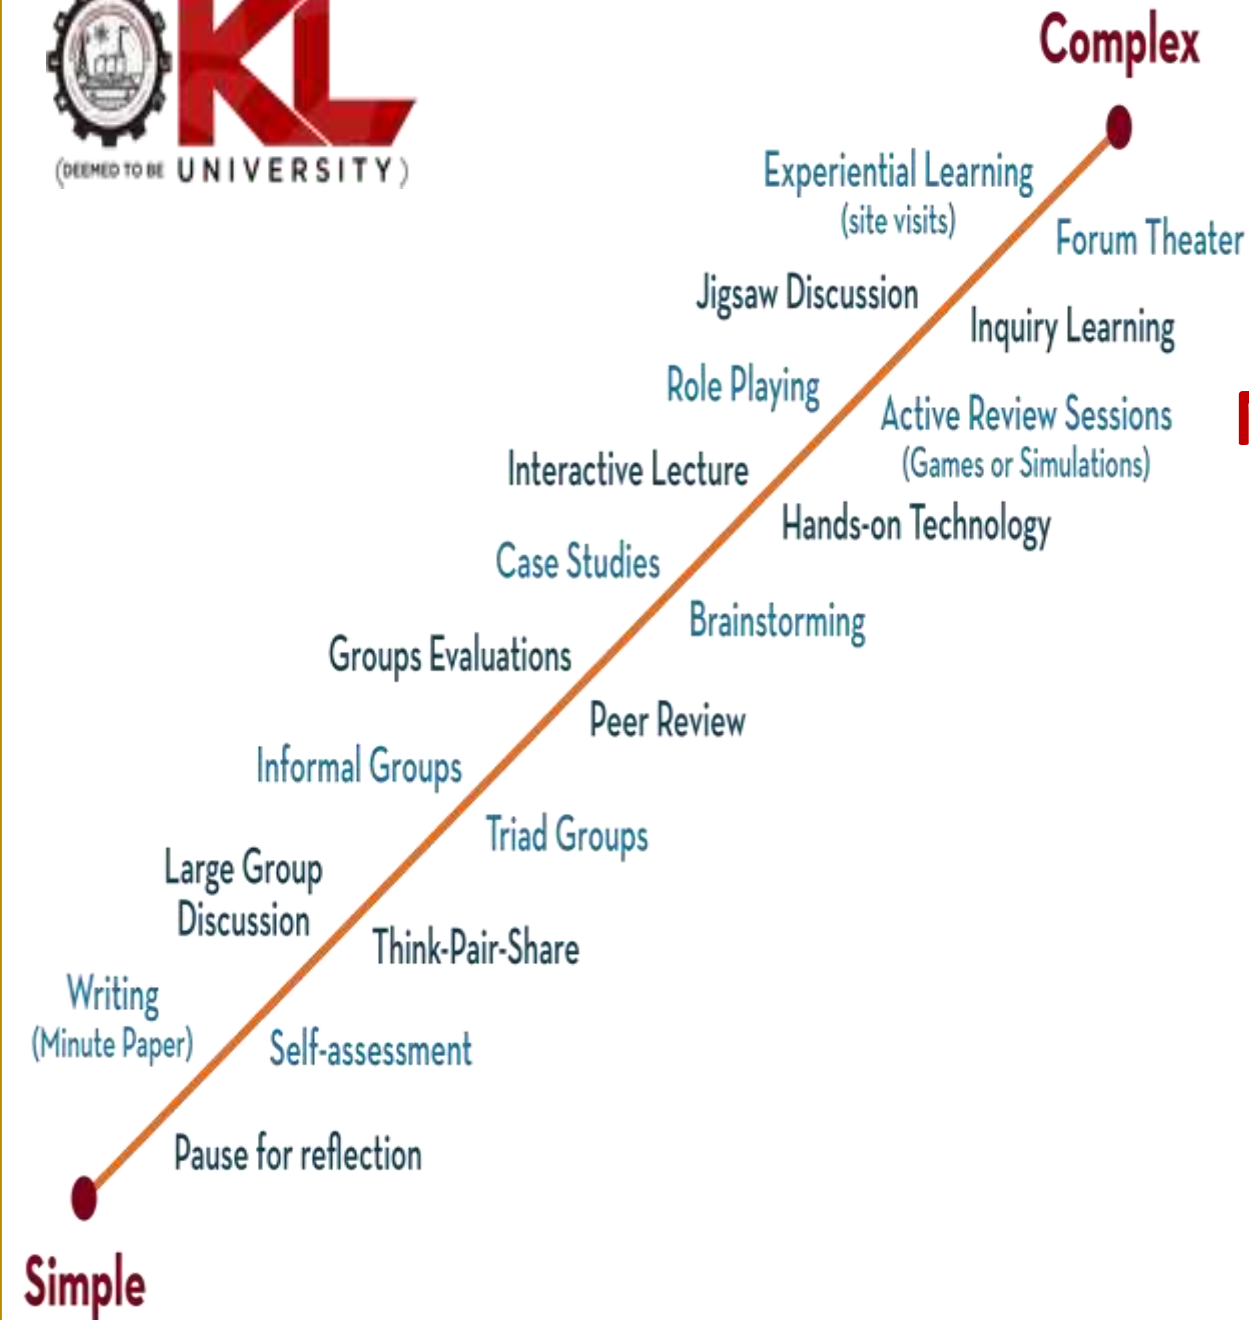 KL
(DEEMED TO BE UNIVERSITY)
Complex
Experiential Learning
(site visits)
Forum Theater
Jigsaw Discussion
Inquiry Learning
Role Playing
Active Review Sessions
(Games or Simulations)
Interactive Lecture
Hands-on Technology
Case Studies
Brainstorming
Groups Evaluations
Peer Review
Informal Groups
Triad Groups
Large Group
Discussion
Think-Pair-Share
Writing
(Minute Paper)
Self-assessment
Pause for reflection
Simple